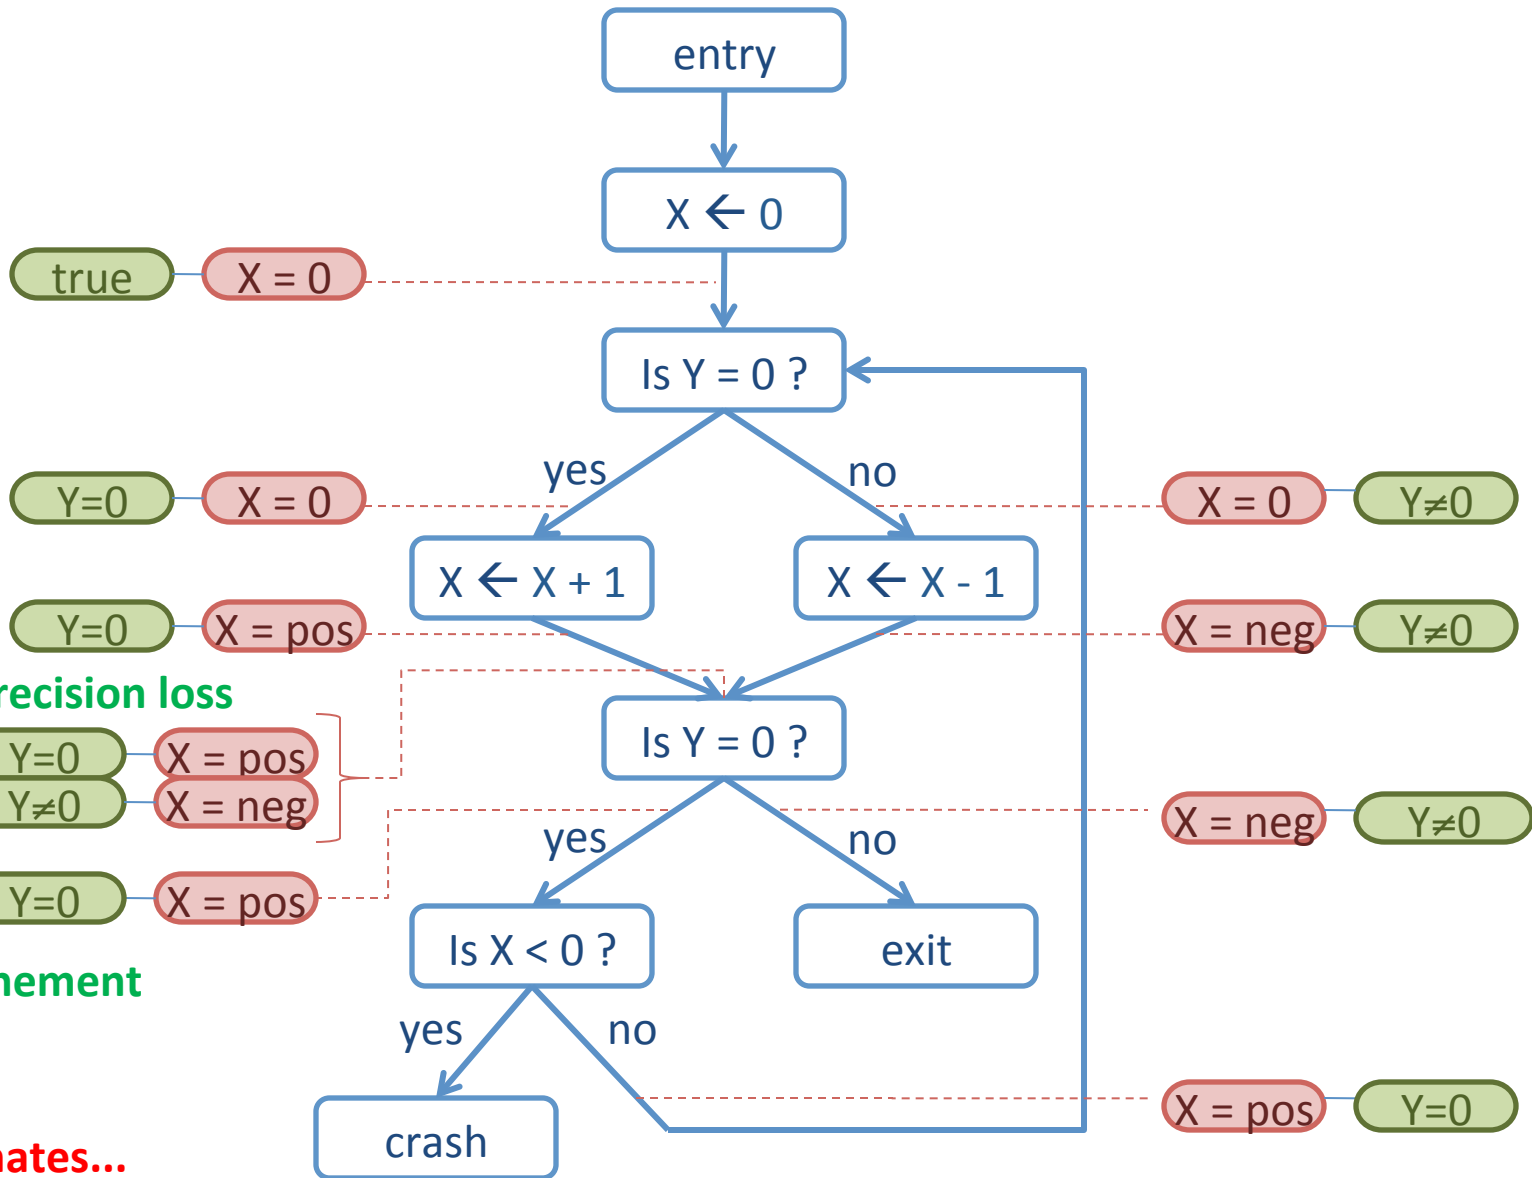 entry
X ← 0
true X = 0
Is Y = 0 ?
yes no
Y=0 X = 0 X = 0 Y≠0
X ← X + 1 X ← X - 1
Y=0 X = pos X = neg Y≠0
recision loss
Y=0 X = pos Is Y = 0 ?
Y≠0 X = neg
X = neg Y≠0
yes no
Y=0 X = pos
Is X < 0 ? exit
nement
yes no
X = pos Y=0
crash
nates...